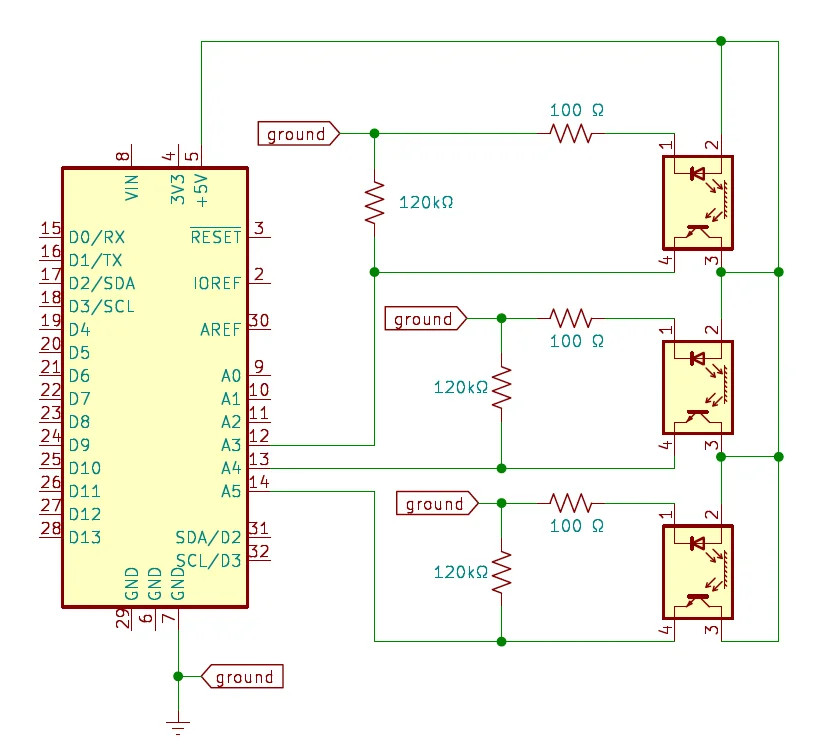 100 Ω
ground
1
2
8
4
5
VIN
3V3
+5V
120kΩ
15
D0/RX
RESET
3
16
D1/TX
4
3
17
D2/SDA
IOREF
2
18
D3/SCL
ground
19
D4
AREF
30
1
2
20
D5
100 Ω
21
D6
A0
9
120kΩ
22
D7
A1
10
23
D8
A2
11
24
D9
A3
12
4
3
25
D10
A4
13
26
D11
A5
14
ground
27
D12
1
2
28
D13
SDA/D2
31
100 Ω
SCL/D3
32
120kΩ
GND
GND
GND
29
6
7
4
3
ground